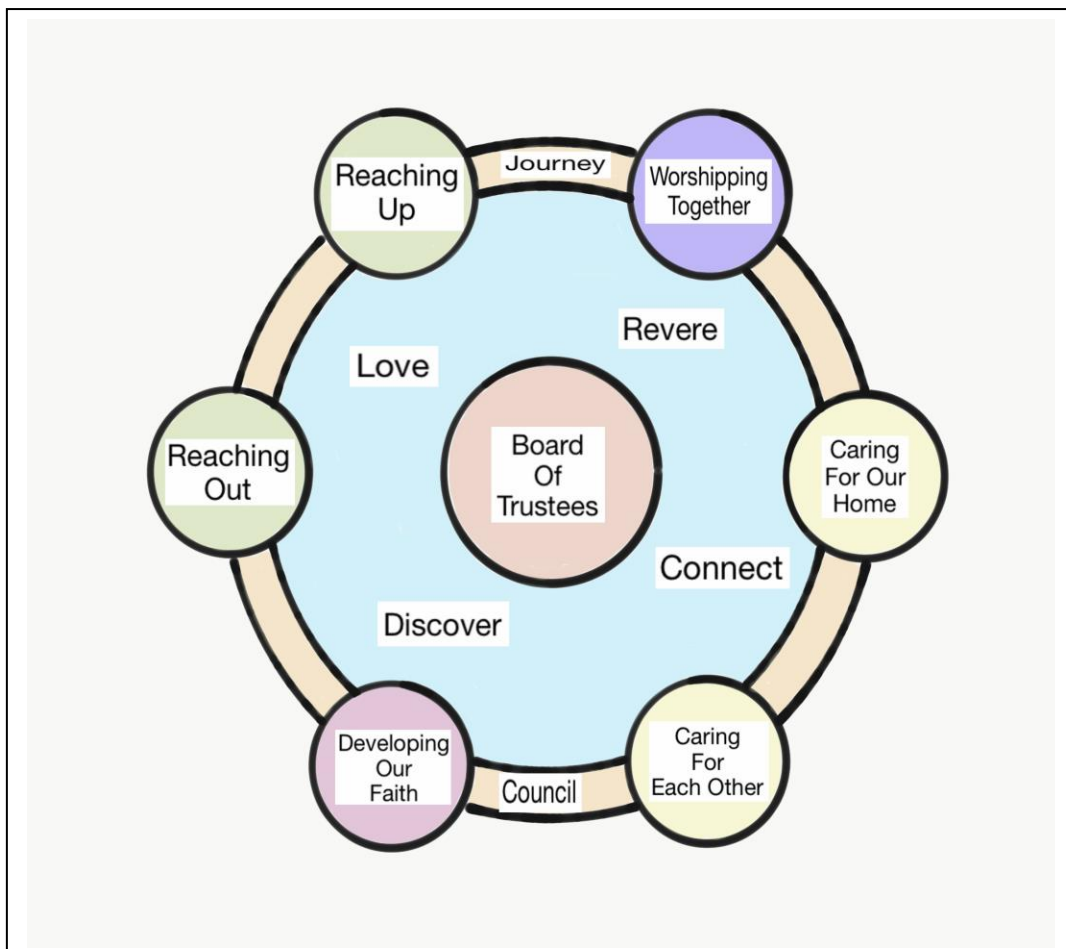 Journey
Reaching
Up
Worshipping
Together
Revere
Love
Reaching
Out
Board
Of
Trustees
Caring
For Our
Home
Connect
Discover
Developing
Our
Faith
Council
Caring
For
Each Other